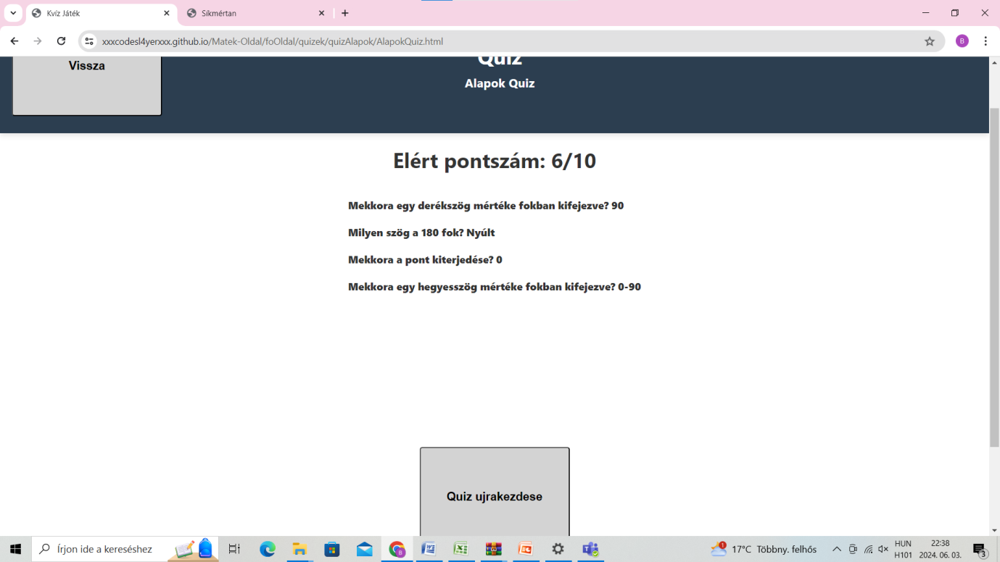 Kvíz Játék
Síkmértan
xxxcodesl4yerxxx.github.io/Matek-Oldal/foOldal/quizek/quizAlapok/AlapokQuiz.html
B
Vissza
Quiz
Alapok Quiz
Elért pontszám: 6/10
Mekkora egy derékszög mértéke fokban kifejezve? 90
Milyen szög a 180 fok? Nyúlt
Mekkora a pont kiterjedése? 0
Mekkora egy hegyesszög mértéke fokban kifejezve? 0-90
Quiz ujrakezdese
Írjon ide a kereséshez
1
17°C Többny. felhős
HUN
H101
22:38
2024. 06. 03.
3